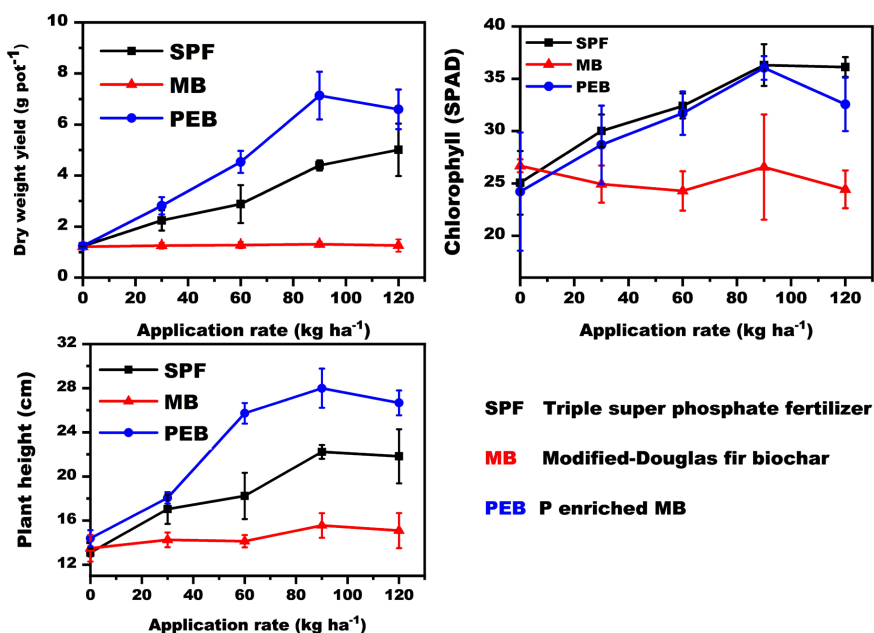 Dry weight yield (g pot⁻¹)
10
8
6
4
2
0
SPF
MB
PEB
0 20 40 60 80 100 120
Application rate (kg ha⁻¹)
Chlorophyll (SPAD)
40
35
30
25
20
SPF
MB
PEB
0 20 40 60 80 100 120
Application rate (kg ha⁻¹)
Plant height (cm)
32
28
24
20
16
12
SPF
MB
PEB
0 20 40 60 80 100 120
Application rate (kg ha⁻¹)
SPF Triple super phosphate fertilizer
MB Modified-Douglas fir biochar
PEB P enriched MB